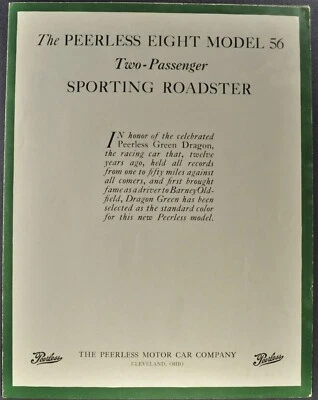 The PEERLESS EIGHT MODEL 56
Two-Passenger
SPORTING ROADSTER
IN honor of the celebrated
Peerless Green Dragon,
the racing car that, twelve
years ago, held all records
from one to fifty miles against
all comers, and first brought
fame as a driver to Barney Old-
field, Dragon Green has been
selected as the standard color
for this new Peerless model.
Peerless
THE PEERLESS MOTOR CAR COMPANY
CLEVELAND, OHIO
Peerless